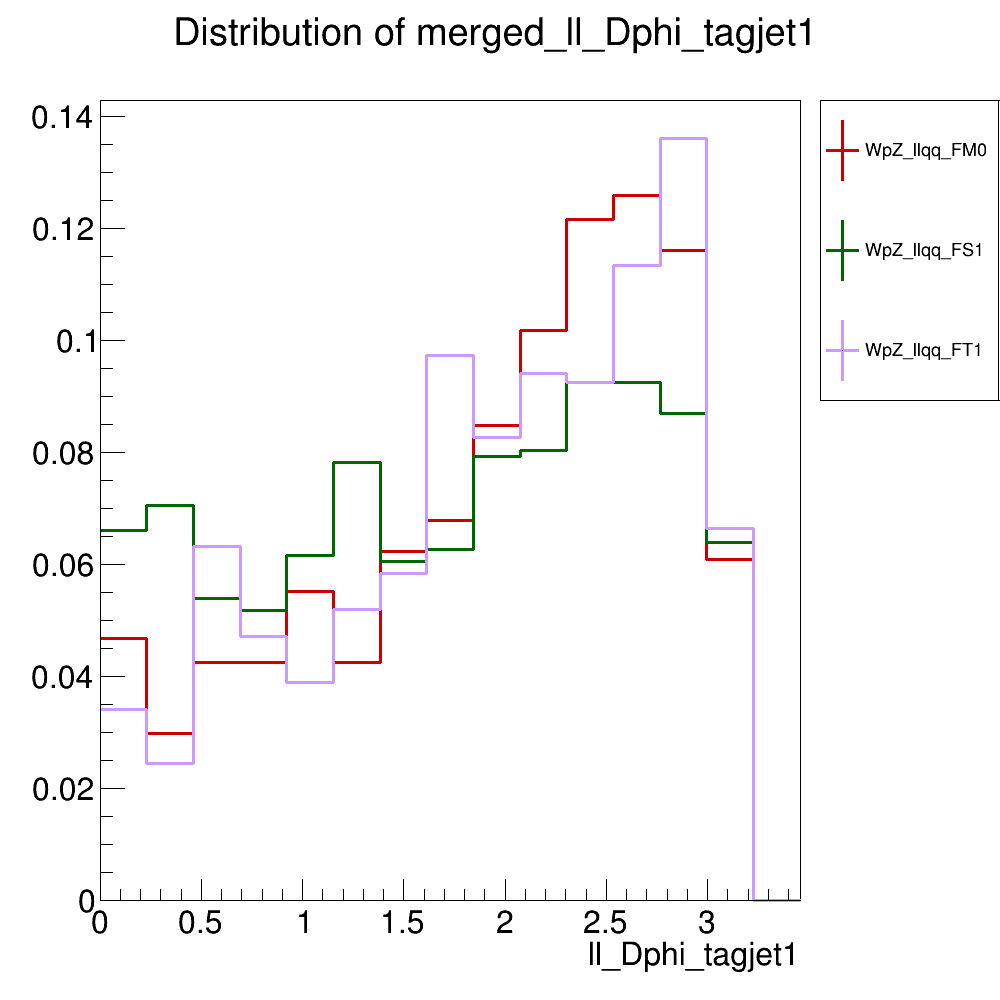 Distribution of merged_ll_Dphi_tagjet1
0.14
0.12
0.1
0.08
0.06
0.04
0.02
0
0 0.5 1 1.5 2 2.5 3
ll_Dphi_tagjet1
WpZ_llqq_FM0
WpZ_llqq_FS1
WpZ_llqq_FT1